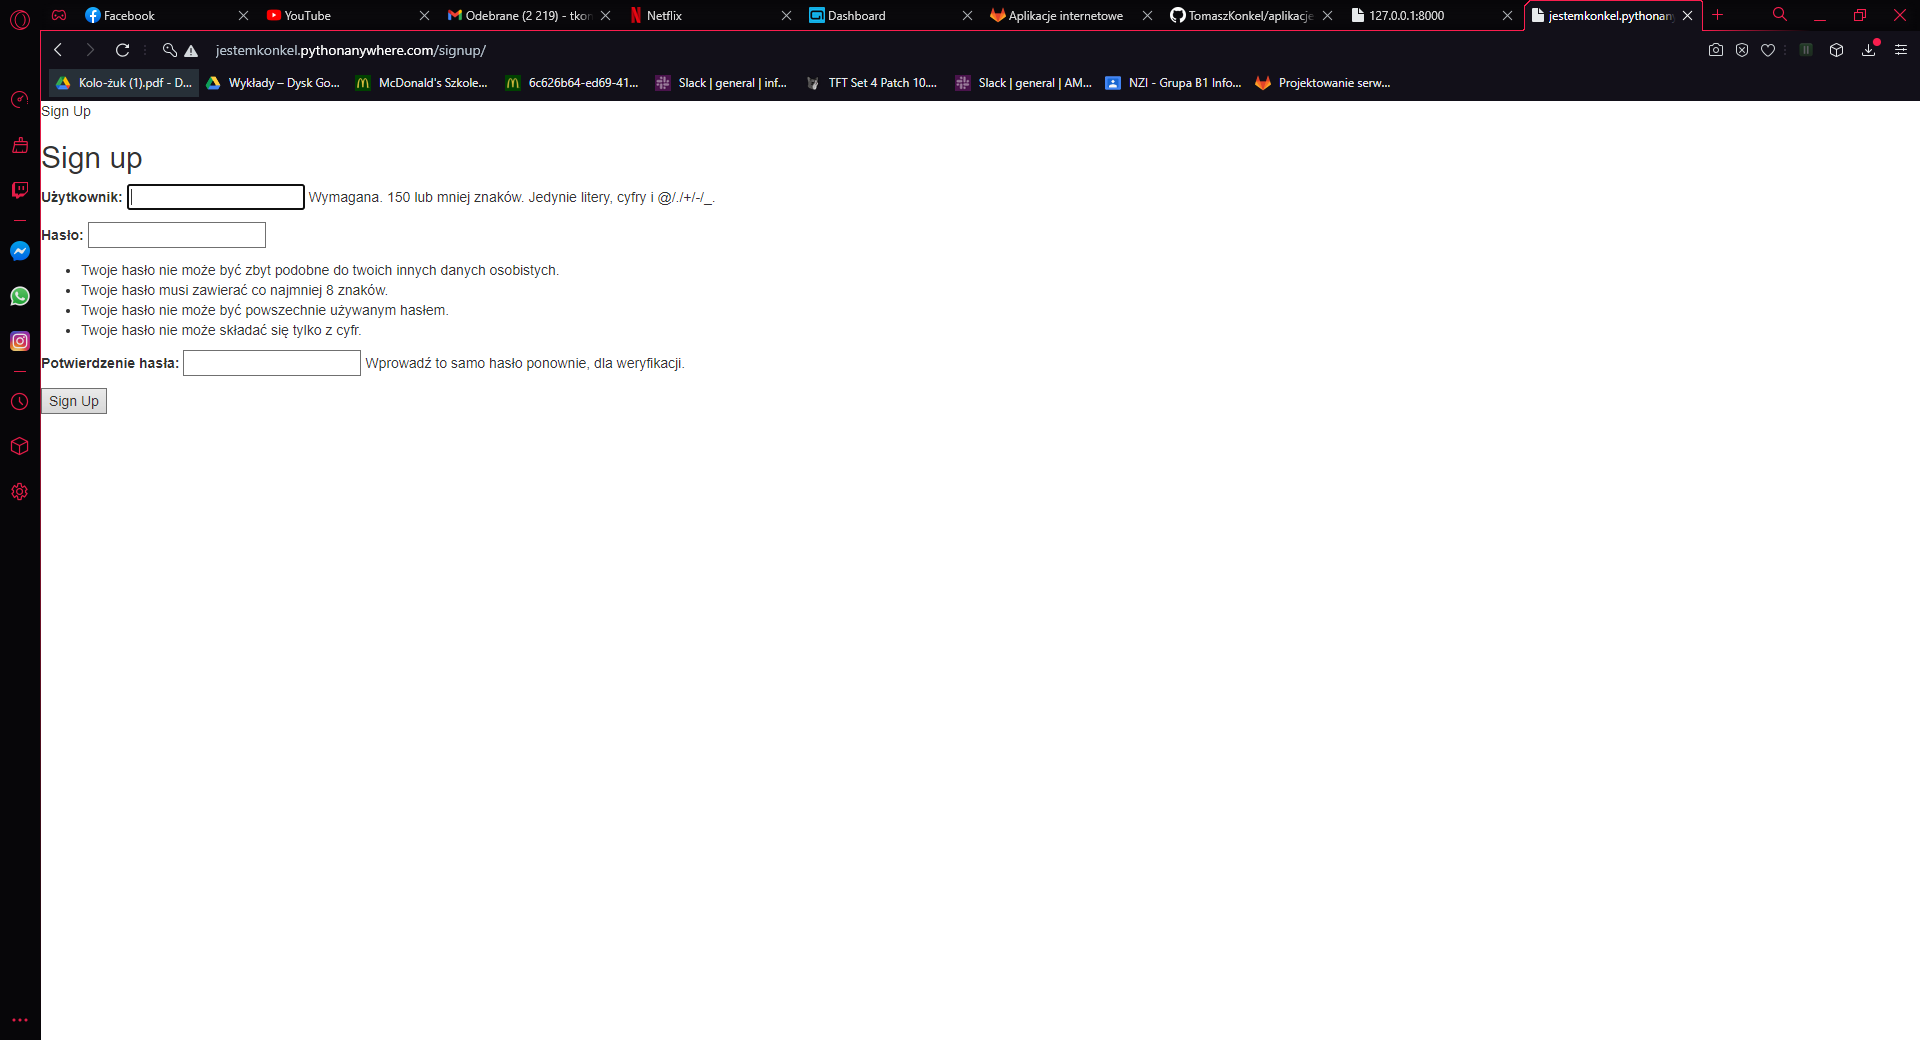 Facebook
YouTube
Odebrane (2 219) - tkon
Netflix
Dashboard
Aplikacje internetowe
TomaszKonkel/aplikacje
127.0.0.1:8000
jestemkonkel.pythonany
jestemkonkel.pythonanywhere.com/signup/
Kolo-żuk (1).pdf - D...
Wykłady – Dysk Go...
McDonald's Szkole...
6c626b64-ed69-41...
Slack | general | inf...
TFT Set 4 Patch 10....
Slack | general | AM...
NZI - Grupa B1 Info...
Projektowanie serw...
Sign Up
Sign up
Użytkownik: Wymagana. 150 lub mniej znaków. Jedynie litery, cyfry i @/./+/-/_.
Hasło:
• Twoje hasło nie może być zbyt podobne do twoich innych danych osobistych.
• Twoje hasło musi zawierać co najmniej 8 znaków.
• Twoje hasło nie może być powszechnie używanym hasłem.
• Twoje hasło nie może składać się tylko z cyfr.
Potwierdzenie hasła: Wprowadź to samo hasło ponownie, dla weryfikacji.
Sign Up